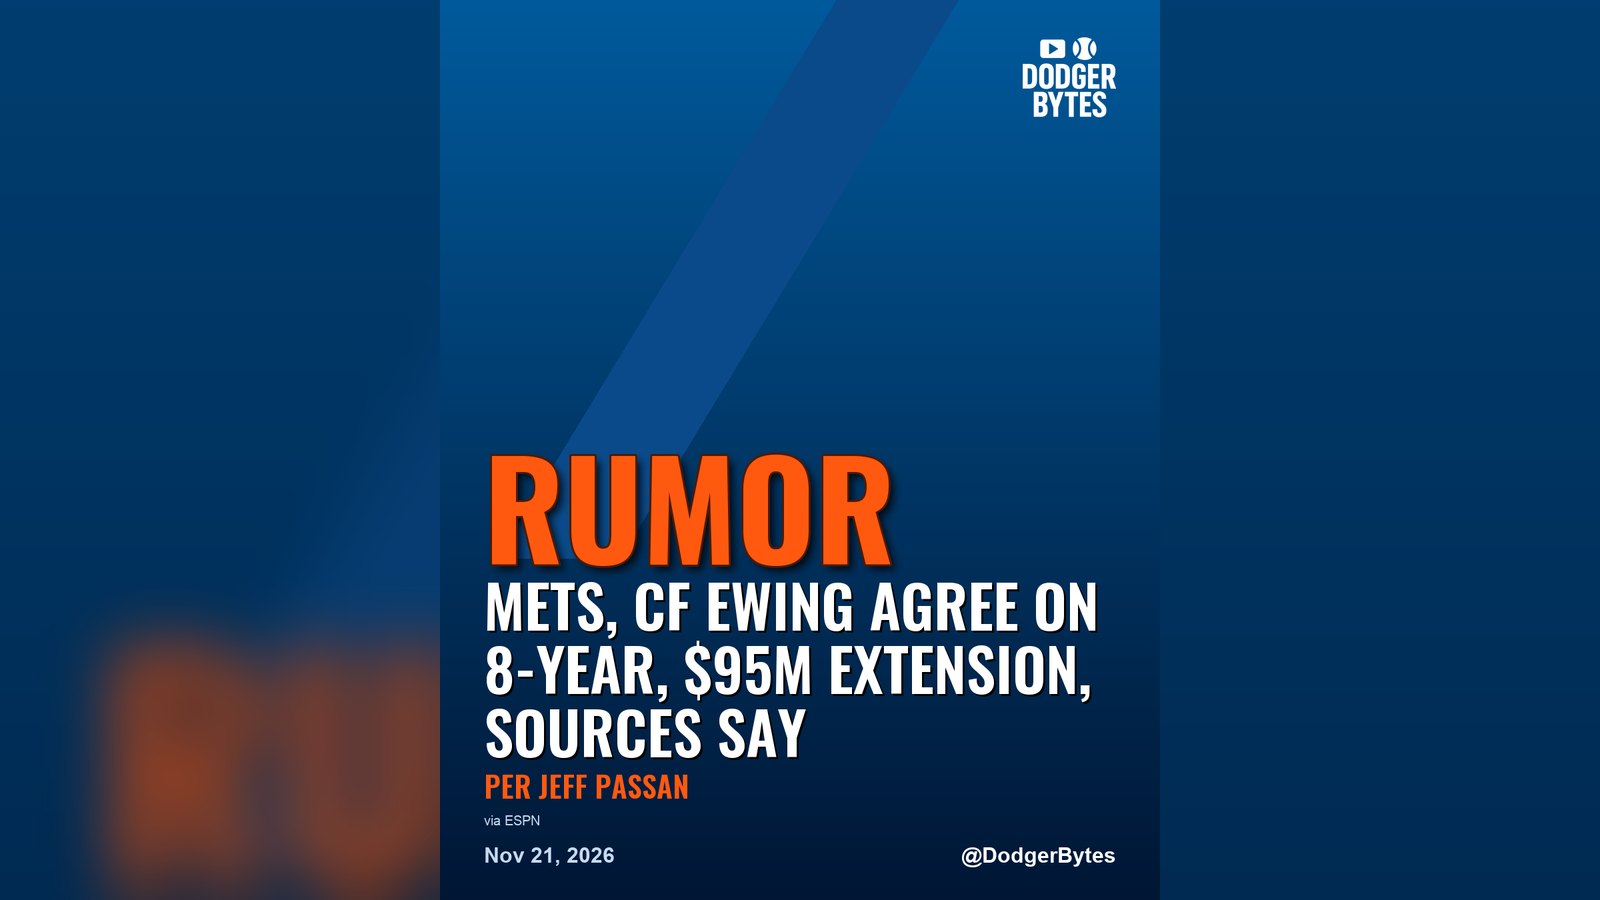 DODGER
BYTES
RUMOR
METS, CF EWING AGREE ON
8-YEAR, $95M EXTENSION,
SOURCES SAY
PER JEFF PASSAN
via ESPN
Nov 21, 2026
@DodgerBytes